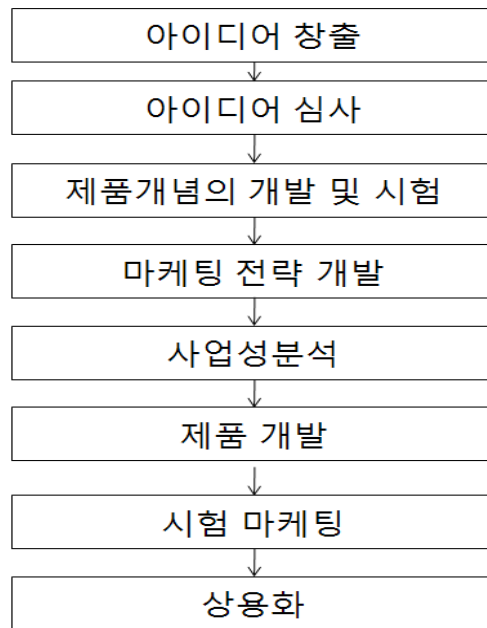 아이디어 창출
아이디어 심사
제품개념의 개발 및 시험
마케팅 전략 개발
사업성분석
제품 개발
시험 마케팅
상용화